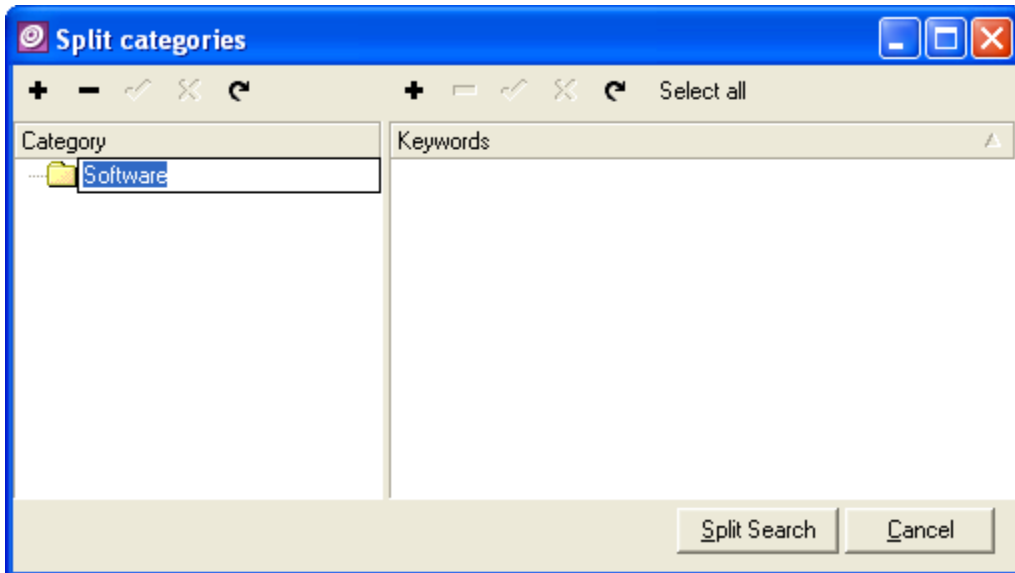 Split categories
Select all
Category
Keywords
Software
Split Search
Cancel